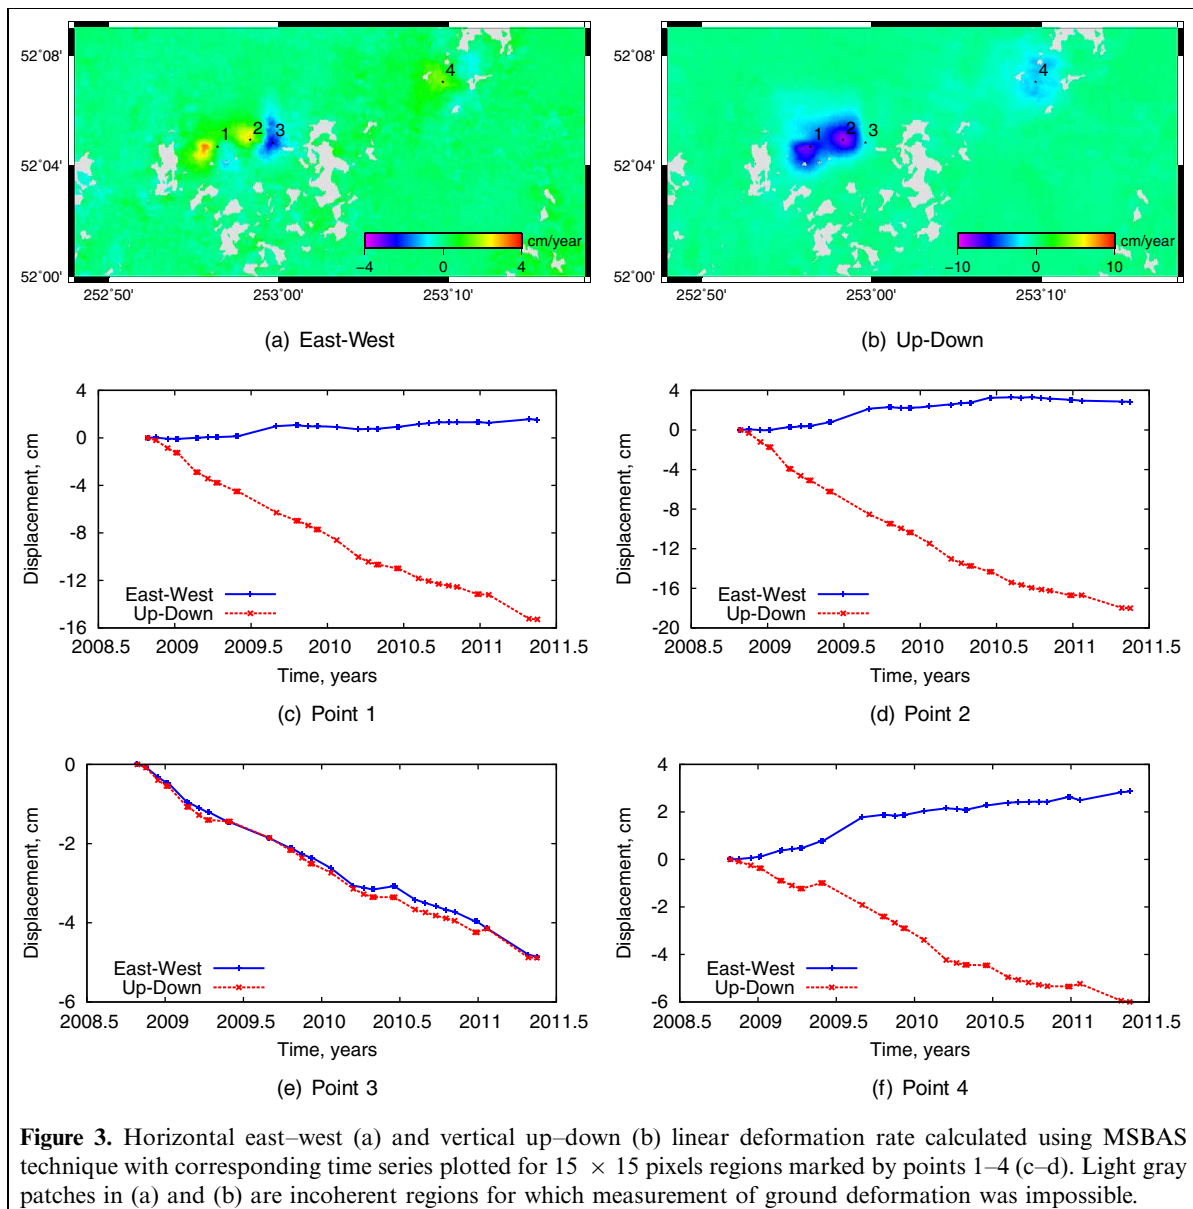 52°08'
52°04'
52°00'
1
2
3
4
cm/year
−4
0
4
252°50'
253°00'
253°10'
(a) East-West
52°08'
52°04'
52°00'
1
2
3
4
cm/year
−10
0
10
252°50'
253°00'
253°10'
(b) Up-Down
4
0
-4
-8
-12
-16
Displacement, cm
East-West
Up-Down
2008.5 2009 2009.5 2010 2010.5 2011 2011.5
Time, years
(c) Point 1
4
0
-4
-8
-12
-16
-20
Displacement, cm
East-West
Up-Down
2008.5 2009 2009.5 2010 2010.5 2011 2011.5
Time, years
(d) Point 2
0
-2
-4
-6
Displacement, cm
East-West
Up-Down
2008.5 2009 2009.5 2010 2010.5 2011 2011.5
Time, years
(e) Point 3
4
2
0
-2
-4
-6
Displacement, cm
East-West
Up-Down
2008.5 2009 2009.5 2010 2010.5 2011 2011.5
Time, years
(f) Point 4
Figure 3. Horizontal east–west (a) and vertical up–down (b) linear deformation rate calculated using MSBAS
technique with corresponding time series plotted for 15 × 15 pixels regions marked by points 1–4 (c–d). Light gray
patches in (a) and (b) are incoherent regions for which measurement of ground deformation was impossible.